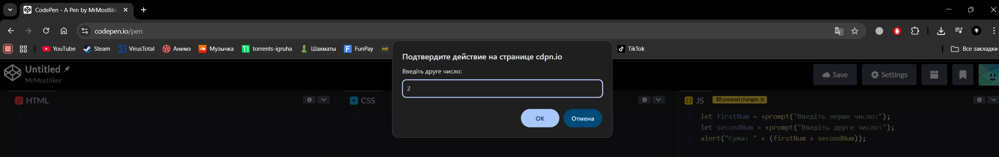 CodePen - A Pen by MrMostlike
codepen.io/pen
YouTube Steam VirusTotal Анимэ Музычка torrents-igruha Шахматы FunPay mt TikTok Все закладки
Подтвердите действие на странице cdpn.io
Введіть друге число:
2
OK Отмена
Untitled
MrMostliker
Save Settings
HTML
1
CSS
1
JS 10 unsaved changes
1 let firstNum = +prompt("Введіть перше число:");
2 let secondNum = +prompt("Введіть друге число:");
3 alert("Сума: " + (firstNum + secondNum));